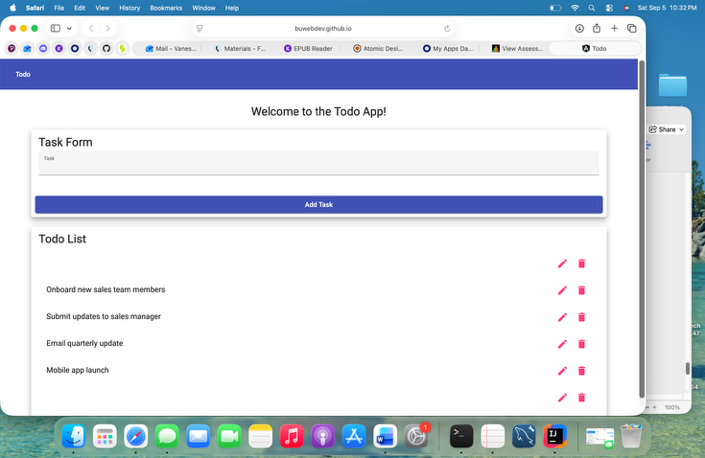 Safari File Edit View History Bookmarks Window Help Sat Sep 5 10:32 PM
buwebdev.github.io
Mail - Vanes... Materials - F... EPUB Reader Atomic Desi... My Apps Da... View Assess... Todo
Todo
Share
Welcome to the Todo App!
Task Form
Task
Add Task
Todo List
Onboard new sales team members
Submit updates to sales manager
Email quarterly update
Mobile app launch
47
100%
1